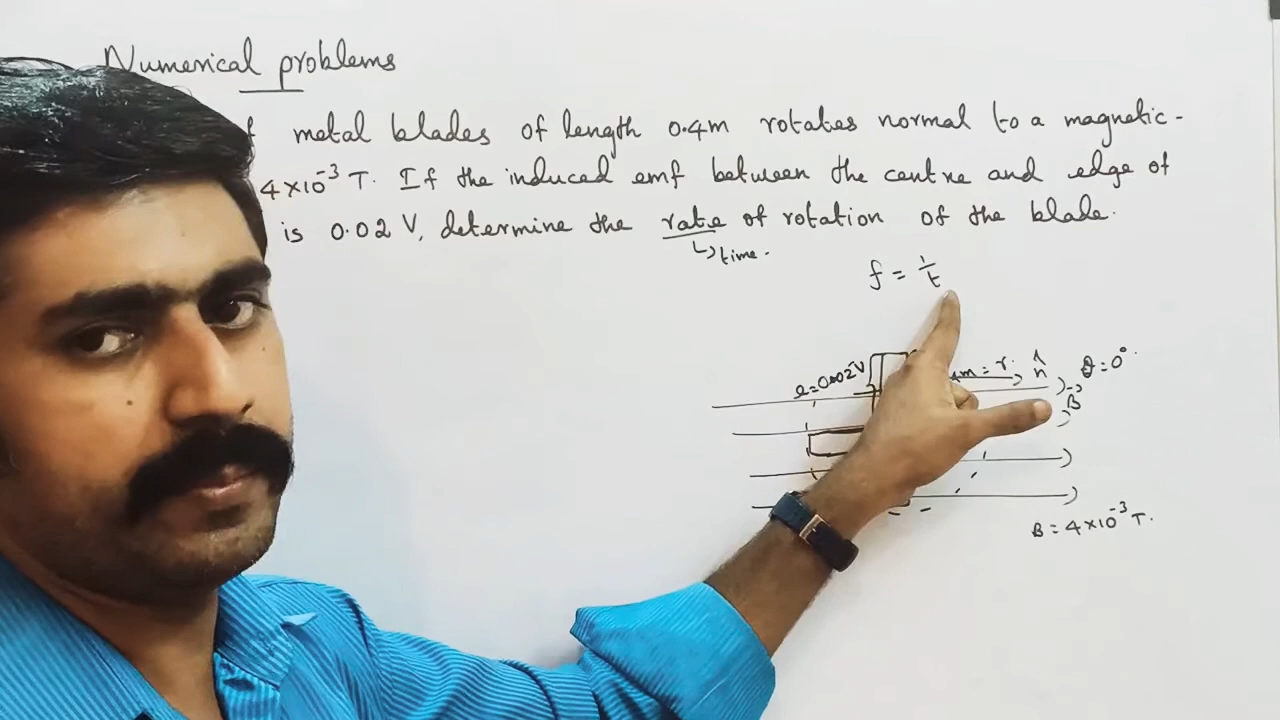 Numerical problems
metal blades of length 0.4m rotates normal to a magnetic-
4×10⁻³ T. If the induced emf between the centre and edge of
is 0.02 V, determine the rate of rotation of the blade.
↳time.
f = 1/t
e=0.02V
m = r. n̂ θ=0°
B
B = 4×10⁻³ T.